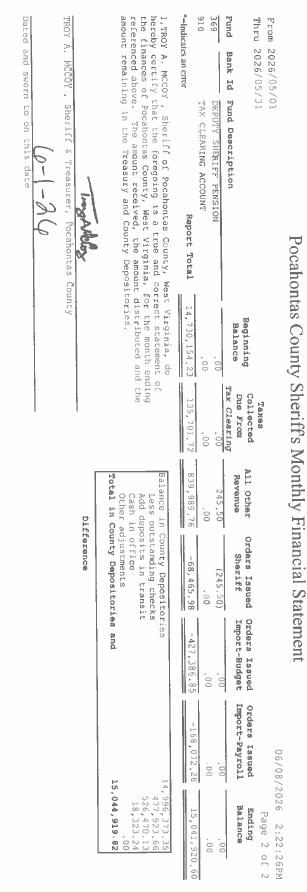 Pocahontas County Sheriff's Monthly Financial Statement
06/08/2026 2:22:26PM
Page 2 of 2
From 2026/05/01
Thru 2026/05/31
Taxes
Beginning Collected All Other Orders Issued Orders Issued Orders Issued Ending
Balance Due From Revenue Sheriff Import-Budget Import-Payroll Balance
Fund Bank Id Fund Description Tax Clearing
369 DEPUTY SHERIFF PENSION .00 .00 245.50 (245.50) .00 .00 .00
910 TAX CLEARING ACCOUNT .00 .00 .00 .00 .00 .00 .00
Report Total 14,730,154.23 135,701.72 839,989.76 -68,465.98 -427,386.85 -168,072.28 15,041,920.60
*=Indicates an error
I, TROY A. MCCOY , Sheriff of Pocahontas County, West Virginia, do
hereby certify that the foregoing is a true and correct statement of
the finances of Pocahontas County, West Virginia, for the month ending
referenced above. The amount received, the amount distributed and the
amount remaining in the Treasury and County Depositories.
Balance in County Depositories 14,996,373.35
Less outstanding checks 477,923.66
Add deposits in transit 526,470.13
Cash in office 18,323.24
Other adjustments .00
Total in County Depositories and 15,044,919.82
Difference
TROY A. MCCOY , Sheriff & Treasurer, Pocahontas County
6-1-26
Dated and sworn to on this date